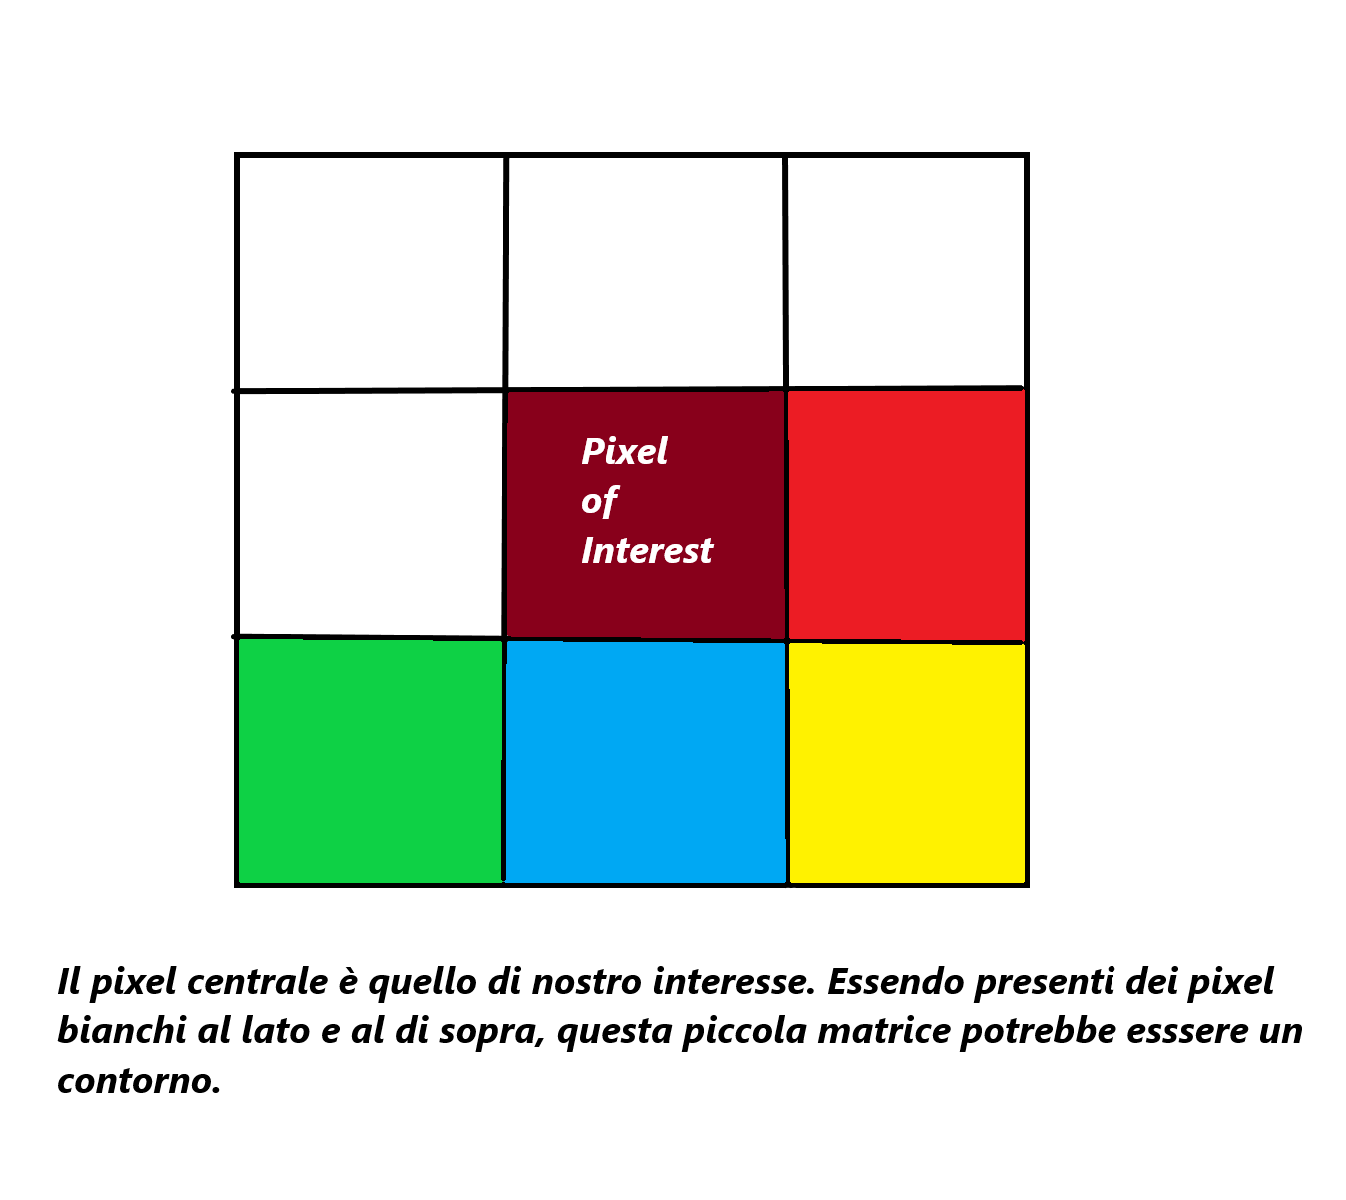 Pixel
of
Interest
Il pixel centrale è quello di nostro interesse. Essendo presenti dei pixel
bianchi al lato e al di sopra, questa piccola matrice potrebbe esssere un
contorno.